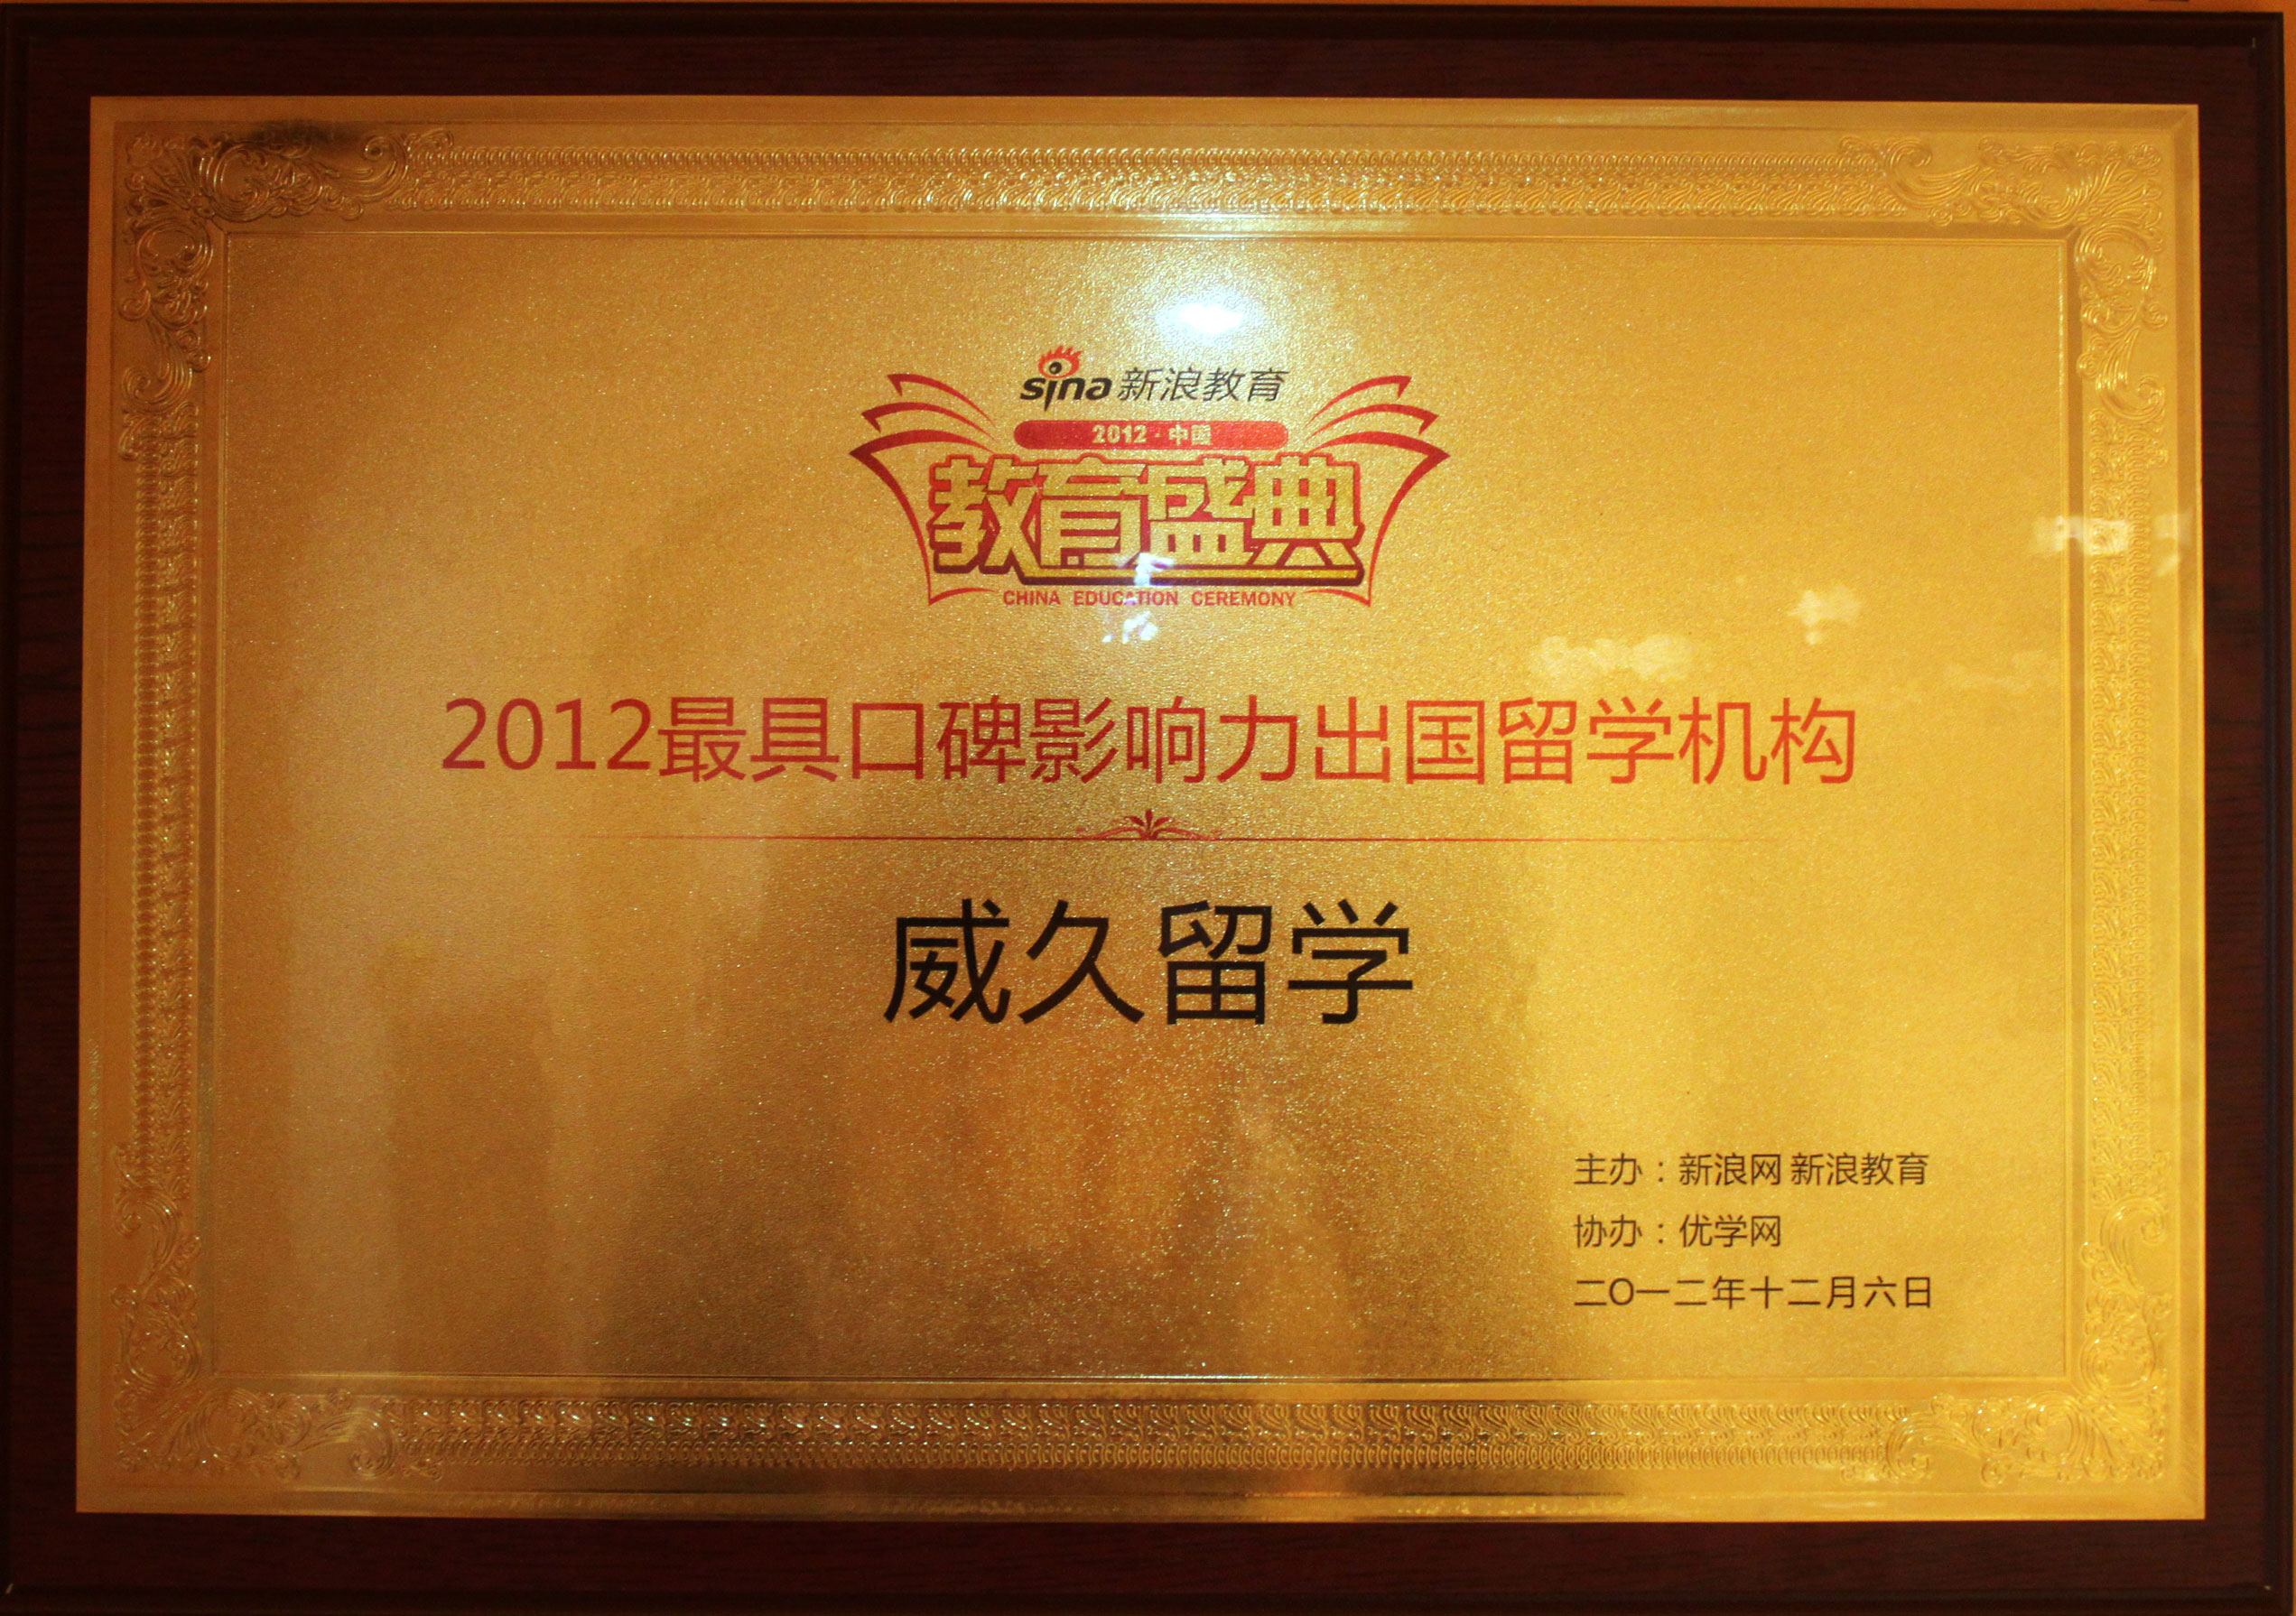 sina新浪教育
2012·中国
教育盛典
CHINA EDUCATION CEREMONY
2012最具口碑影响力出国留学机构
威久留学
主办：新浪网 新浪教育
协办：优学网
二〇一二年十二月六日